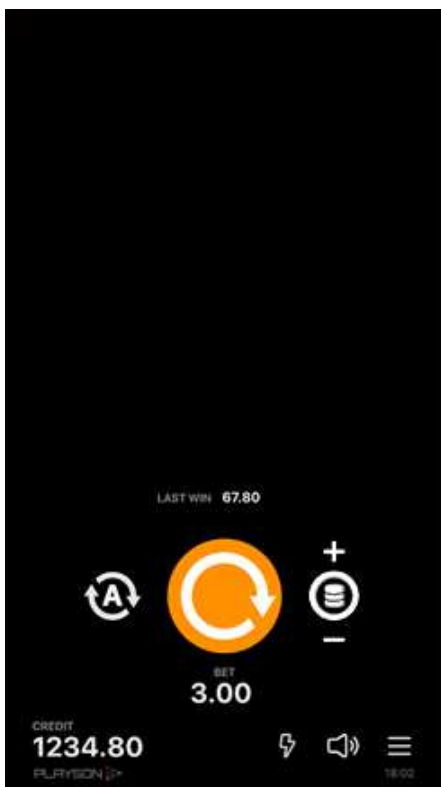 LAST WIN 67.80
A
BET
3.00
CREDIT
1234.80
PLAYSON
18:02